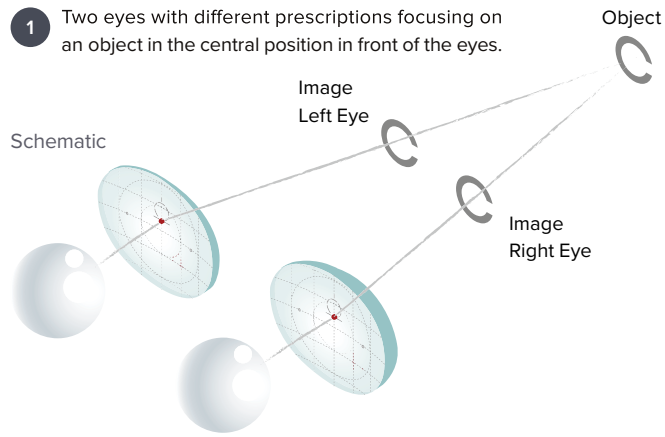 1
Two eyes with different prescriptions focusing on
an object in the central position in front of the eyes.
Object
Image
Left Eye
Schematic
Image
Right Eye